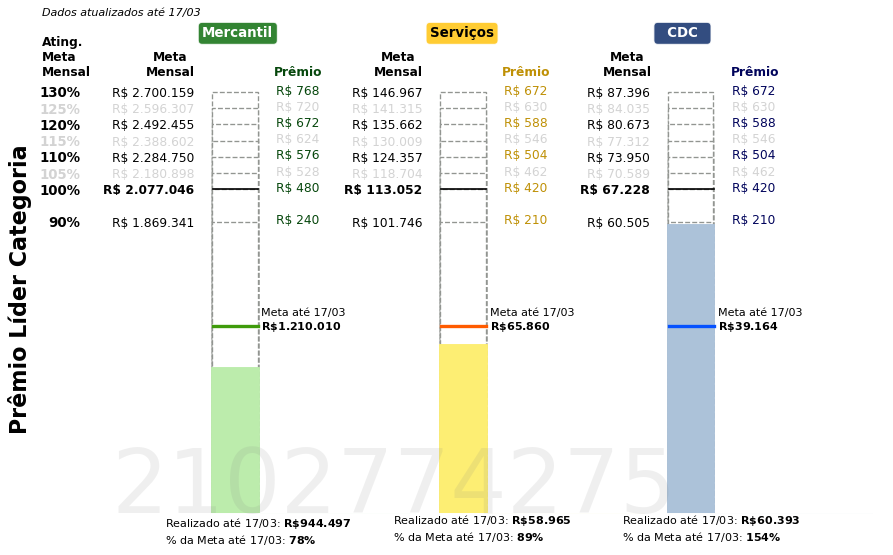 Dados atualizados até 17/03
Mercantil Serviços CDC
Ating. Meta Mensal Meta Mensal Prêmio Meta Mensal Prêmio Meta Mensal Prêmio
130% R$ 2.700.159 R$ 768 R$ 146.967 R$ 672 R$ 87.396 R$ 672
125% R$ 2.596.307 R$ 720 R$ 141.315 R$ 630 R$ 84.035 R$ 630
120% R$ 2.492.455 R$ 672 R$ 135.662 R$ 588 R$ 80.673 R$ 588
115% R$ 2.388.602 R$ 624 R$ 130.009 R$ 546 R$ 77.312 R$ 546
110% R$ 2.284.750 R$ 576 R$ 124.357 R$ 504 R$ 73.950 R$ 504
105% R$ 2.180.898 R$ 528 R$ 118.704 R$ 462 R$ 70.589 R$ 462
100% R$ 2.077.046 R$ 480 R$ 113.052 R$ 420 R$ 67.228 R$ 420
90% R$ 1.869.341 R$ 240 R$ 101.746 R$ 210 R$ 60.505 R$ 210
Prêmio Líder Categoria
Meta até 17/03 Meta até 17/03 Meta até 17/03
R$1.210.010 R$65.860 R$39.164
2102774275
Realizado até 17/03: R$944.497 Realizado até 17/03: R$58.965 Realizado até 17/03: R$60.393
% da Meta até 17/03: 78% % da Meta até 17/03: 89% % da Meta até 17/03: 154%